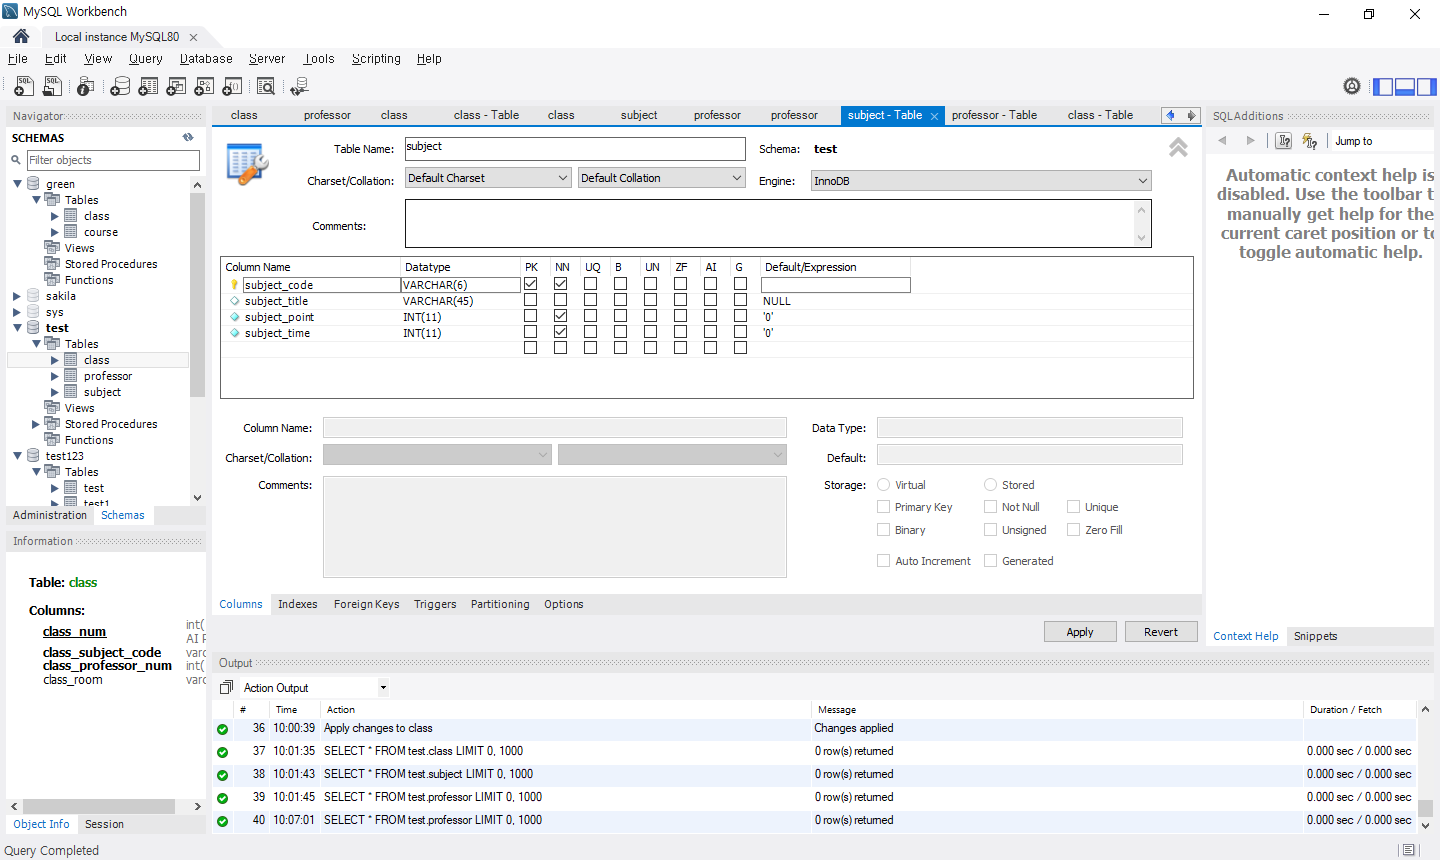 MySQL Workbench
Local instance MySQL80
File Edit View Query Database Server Tools Scripting Help
Navigator
SCHEMAS
Filter objects
green
Tables
class
course
Views
Stored Procedures
Functions
sakila
sys
test
Tables
class
professor
subject
Views
Stored Procedures
Functions
test123
Tables
test
test1
Administration Schemas
Information
Table: class
Columns:
class_num int(
AI P
class_subject_code varc
class_professor_num int(
class_room varc
Object Info Session
Query Completed
class professor class class - Table class subject professor professor subject - Table professor - Table class - Table
Table Name: subject Schema: test
Charset/Collation: Default Charset Default Collation Engine: InnoDB
Comments:
Column Name Datatype PK NN UQ B UN ZF AI G Default/Expression
subject_code VARCHAR(6)
subject_title VARCHAR(45) NULL
subject_point INT(11) '0'
subject_time INT(11) '0'
Column Name: Data Type:
Charset/Collation: Default:
Comments: Storage: Virtual Stored
Primary Key Not Null Unique
Binary Unsigned Zero Fill
Auto Increment Generated
Columns Indexes Foreign Keys Triggers Partitioning Options
Apply Revert
Output
Action Output
# Time Action Message Duration / Fetch
36 10:00:39 Apply changes to class Changes applied
37 10:01:35 SELECT * FROM test.class LIMIT 0, 1000 0 row(s) returned 0.000 sec / 0.000 sec
38 10:01:43 SELECT * FROM test.subject LIMIT 0, 1000 0 row(s) returned 0.000 sec / 0.000 sec
39 10:01:45 SELECT * FROM test.professor LIMIT 0, 1000 0 row(s) returned 0.000 sec / 0.000 sec
40 10:07:01 SELECT * FROM test.professor LIMIT 0, 1000 0 row(s) returned 0.000 sec / 0.000 sec
SQLAdditions
Jump to
Automatic context help is
disabled. Use the toolbar t
manually get help for the
current caret position or to
toggle automatic help.
Context Help Snippets